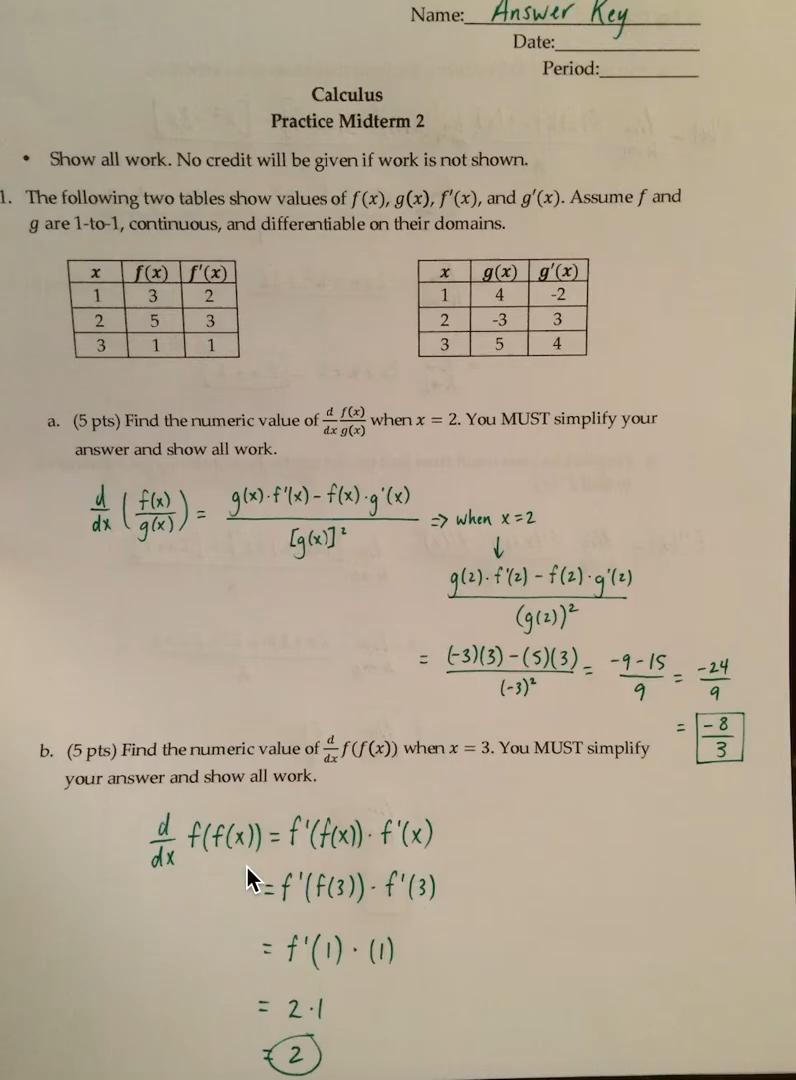 Name: Answer Key
Date:
Period:
Calculus
Practice Midterm 2
• Show all work. No credit will be given if work is not shown.
1. The following two tables show values of f(x), g(x), f'(x), and g'(x). Assume f and
g are 1-to-1, continuous, and differentiable on their domains.
x f(x) f'(x)
1 3 2
2 5 3
3 1 1
x g(x) g'(x)
1 4 -2
2 -3 3
3 5 4
a. (5 pts) Find the numeric value of d/dx f(x)/g(x) when x = 2. You MUST simplify your
answer and show all work.
d/dx (f(x)/g(x)) = (g(x)·f'(x) - f(x)·g'(x))/[g(x)]² => when x=2
↓
(g(2)·f'(2) - f(2)·g'(2))/(g(2))²
= ((-3)(3) - (5)(3))/(-3)² = (-9-15)/9 = -24/9
= -8/3
b. (5 pts) Find the numeric value of d/dx f(f(x)) when x = 3. You MUST simplify
your answer and show all work.
d/dx f(f(x)) = f'(f(x)) · f'(x)
= f'(f(3)) · f'(3)
= f'(1) · (1)
= 2·1
= 2